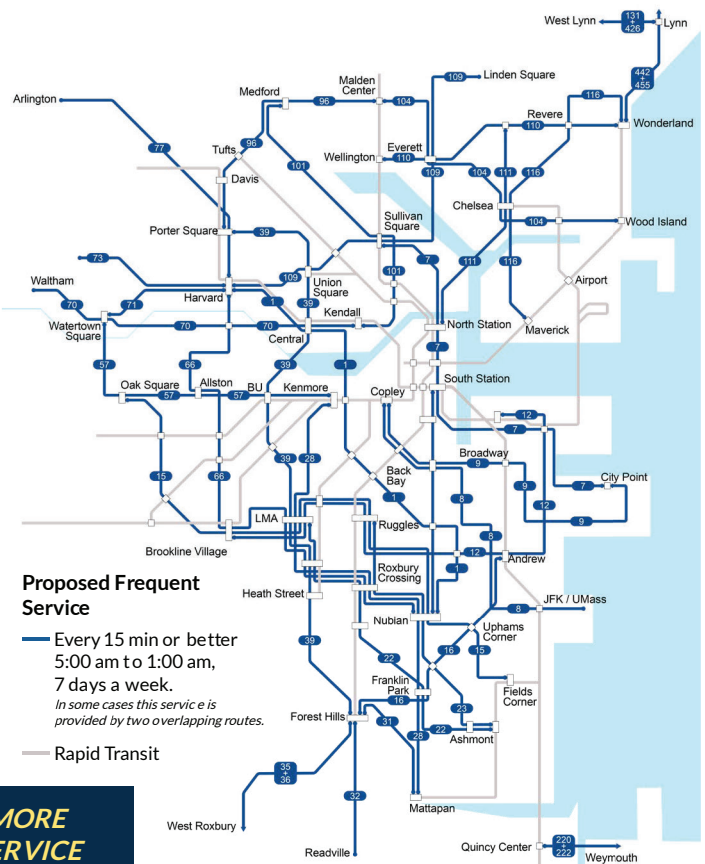 West Lynn
131
+
426
Lynn
442
+
455
Malden
Center
109
Linden Square
Medford
96
104
116
Arlington
Revere
110
Wonderland
77
96
Tufts
101
Wellington
110
Everett
104
111
116
109
Davis
Chelsea
104
Wood Island
Porter Square
39
Sullivan
Square
7
111
116
73
109
Union
Square
101
Airport
Waltham
Harvard
1
39
Kendall
70
71
70
70
Central
North Station
Maverick
Watertown
Square
57
66
39
1
7
Oak Square
57
Allston
57
BU
Kenmore
Copley
South Station
12
7
15
66
39
28
Back
Bay
Broadway
9
City Point
7
1
8
9
12
9
LMA
Ruggles
8
Brookline Village
12
Andrew
Roxbury
Crossing
1
Heath Street
8
JFK / UMass
Nubian
Uphams
Corner
39
22
16
15
Franklin
Park
16
Fields
Corner
23
Forest Hills
31
22
Ashmont
28
35
+
36
Mattapan
32
West Roxbury
Readville
Quincy Center
220
+
222
Weymouth
Proposed Frequent
Service
Every 15 min or better
5:00 am to 1:00 am,
7 days a week.
In some cases this service is
provided by two overlapping routes.
Rapid Transit
MORE
ERVICE